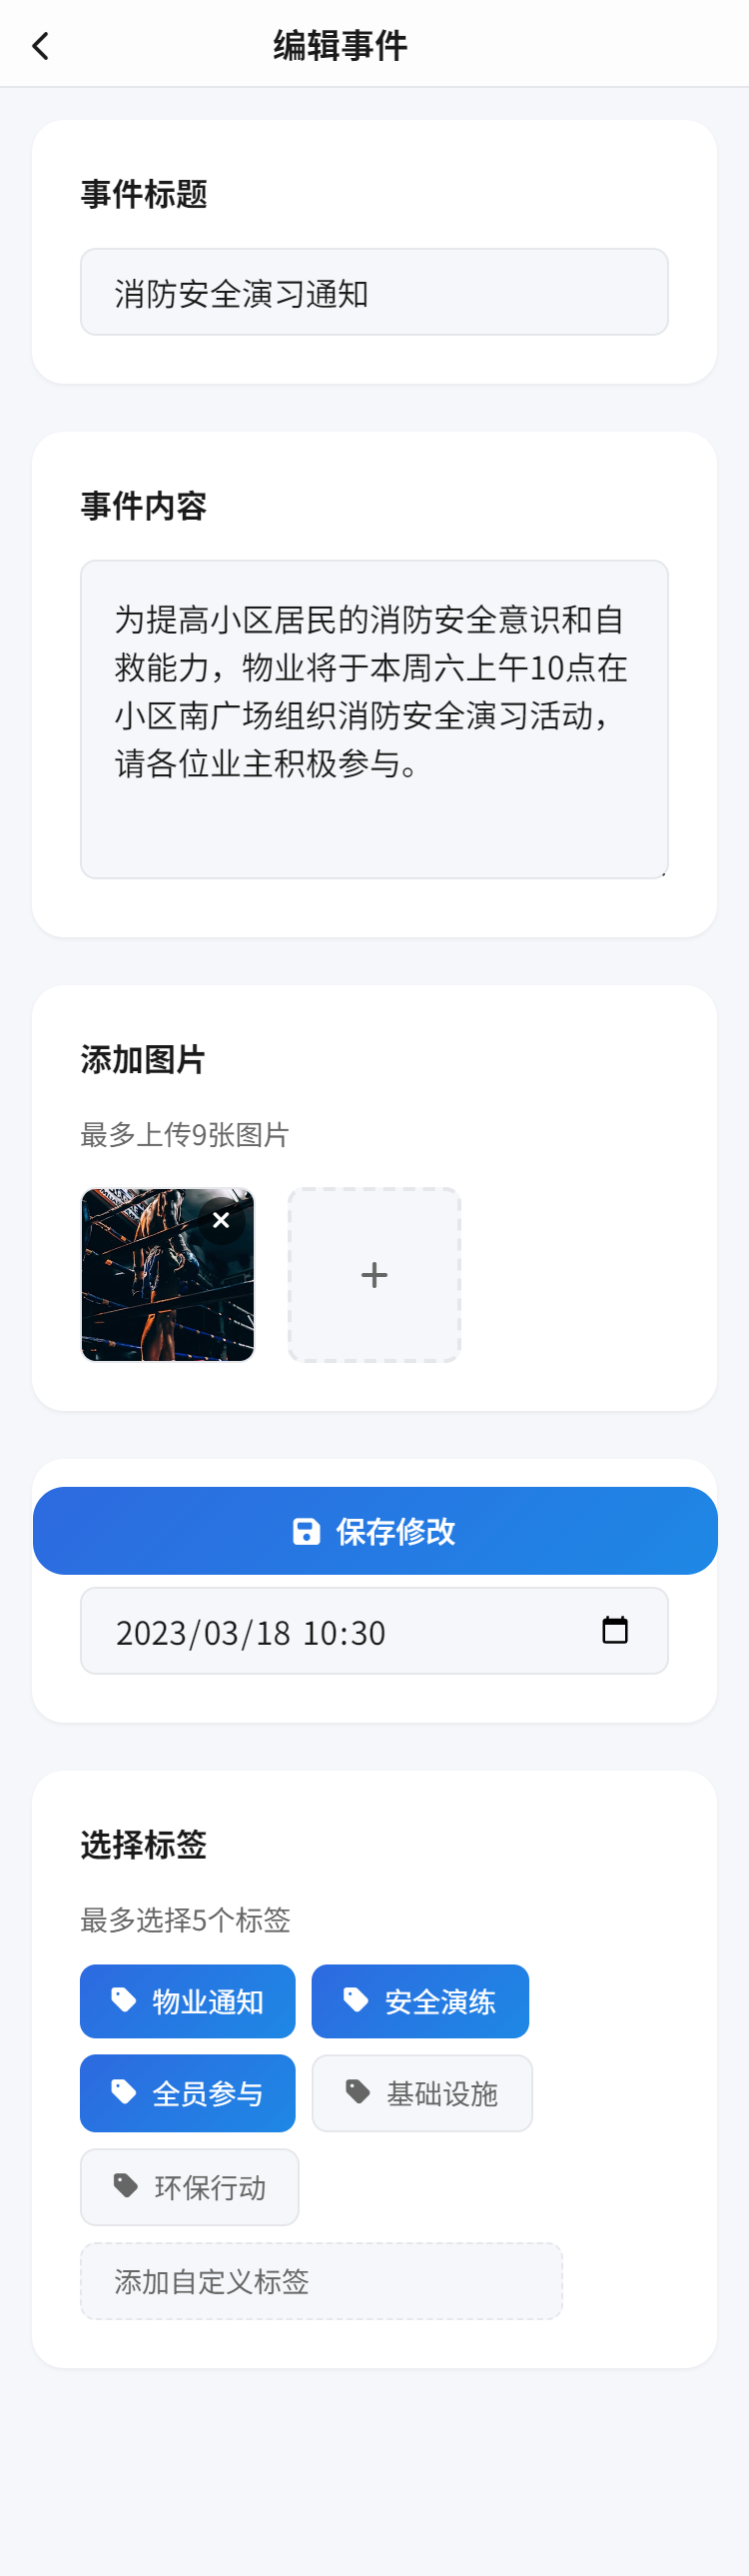 编辑事件
事件标题
消防安全演习通知
事件内容
为提高小区居民的消防安全意识和自
救能力，物业将于本周六上午10点在
小区南广场组织消防安全演习活动，
请各位业主积极参与。
添加图片
最多上传9张图片
保存修改
2023/03/18 10:30
选择标签
最多选择5个标签
物业通知
安全演练
全员参与
基础设施
环保行动
添加自定义标签